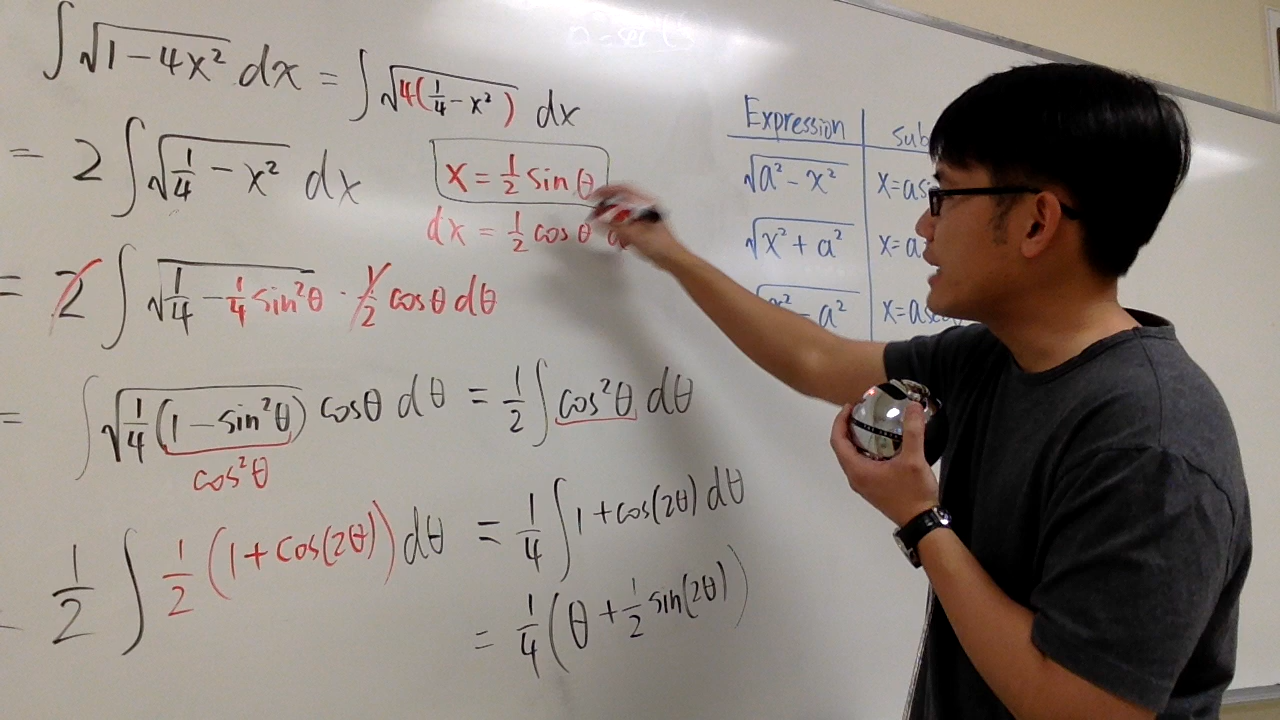 ∫√(1-4x²) dx = ∫√(4(1/4 - x²)) dx
= 2 ∫√(1/4 - x²) dx
x = 1/2 sin θ
dx = 1/2 cos θ d
= 2 ∫√(1/4 - 1/4 sin²θ) · 1/2 cos θ dθ
= ∫√(1/4 (1 - sin²θ)) cos θ dθ = 1/2 ∫ cos²θ dθ
cos²θ
1/2 ∫ 1/2 (1 + cos(2θ)) dθ = 1/4 ∫ 1 + cos(2θ) dθ
= 1/4 (θ + 1/2 sin(2θ))
Expression sub
√(a² - x²) x = a
√(x² + a²) x = a
√(x² - a²) x = a sec